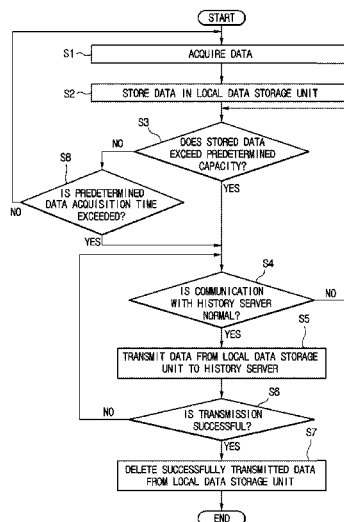 START
S1
ACQUIRE DATA
S2
STORE DATA IN LOCAL DATA STORAGE UNIT
S3
DOES STORED DATA
EXCEED PREDETERMINED
CAPACITY?
NO
YES
S8
IS PREDETERMINED
DATA ACQUISITION TIME
EXCEEDED?
NO
YES
S4
IS COMMUNICATION
WITH HISTORY SERVER
NORMAL?
NO
YES
S5
TRANSMIT DATA FROM LOCAL DATA STORAGE
UNIT TO HISTORY SERVER
S6
IS TRANSMISSION
SUCCESSFUL?
NO
YES
S7
DELETE SUCCESSFULLY TRANSMITTED DATA
FROM LOCAL DATA STORAGE UNIT
END